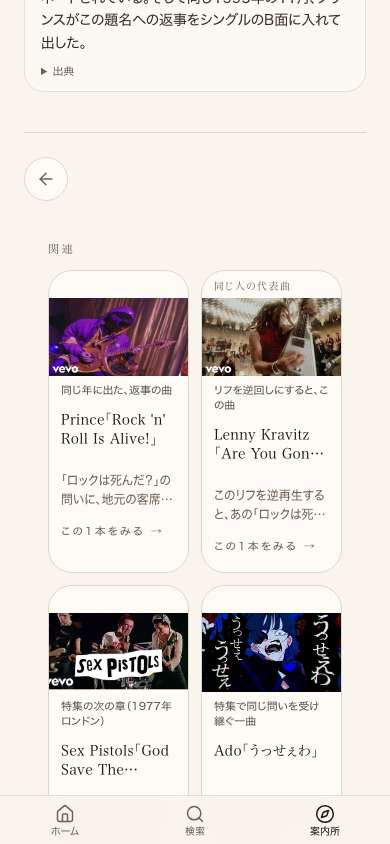 ンスがこの題名への返事をシングルのB面に入れて
出した。
▶ 出典
←
関連
vevo
同じ年に出た、返事の曲
Prince「Rock 'n'
Roll Is Alive!」
「ロックは死んだ?」の
問いに、地元の客席…
この1本をみる →
同じ人の代表曲
vevo
リフを逆回しにすると、こ
の曲
Lenny Kravitz
「Are You Gon…
このリフを逆再生する
と、あの「ロックは死…
この1本をみる →
SEX PISTOLS
vevo
特集の次の章(1977年
ロンドン)
Sex Pistols「God
Save The…
うっせぇ
うっせぇ
うっせぇわ
特集で同じ問いを受け
継ぐ一曲
Ado「うっせぇわ」
ホーム
検索
案内所